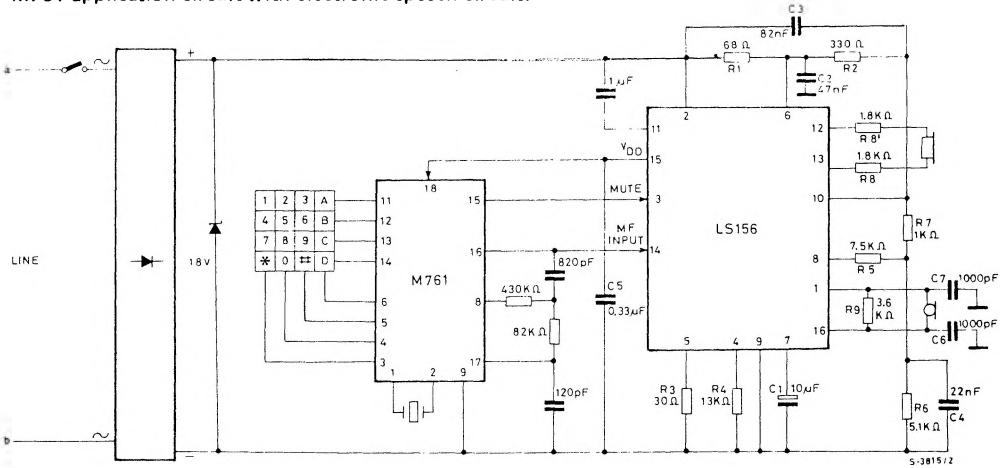 C3
82nF
68 Ω
R1
330 Ω
R2
C2
47nF
a
+
1µF
11
2
6
12
1.8KΩ
R8'
13
1.8KΩ
R8
VDD
15
18
MUTE
3
15
10
LS156
R7
1KΩ
MF
INPUT
14
16
1 2 3 A
4 5 6 B
7 8 9 C
* 0 # D
11
12
13
14
M761
LINE
18V
820pF
430KΩ
8
82KΩ
C5
0,33µF
8
7.5KΩ
R5
1
C7
1000pF
R9
3.6
KΩ
16
1000pF
C6
6
5
4
3
17
1
2
9
120pF
5
4
9
7
R3
30Ω
R4
13KΩ
C1
10µF
R6
5.1KΩ
22nF
C4
b
−
S-3815/2